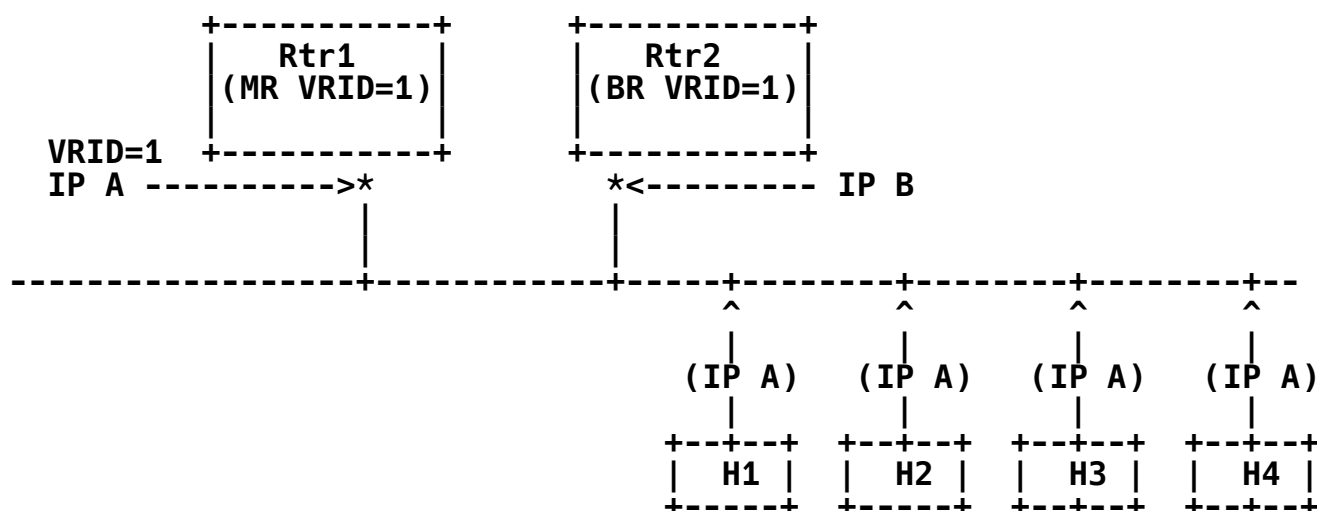 Rtr1 Rtr2
(MR VRID=1) (BR VRID=1)
VRID=1
IP A IP B
(IP A) (IP A) (IP A) (IP A)
H1 H2 H3 H4